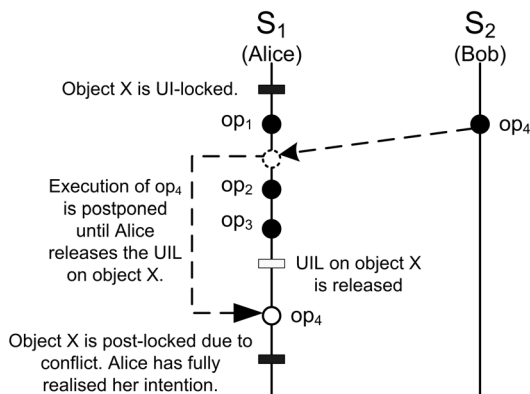 S1
(Alice)
S2
(Bob)
Object X is UI-locked.
op1
op4
Execution of op4
is postponed
until Alice
releases the UIL
on object X.
op2
op3
UIL on object X
is released
op4
Object X is post-locked due to
conflict. Alice has fully
realised her intention.